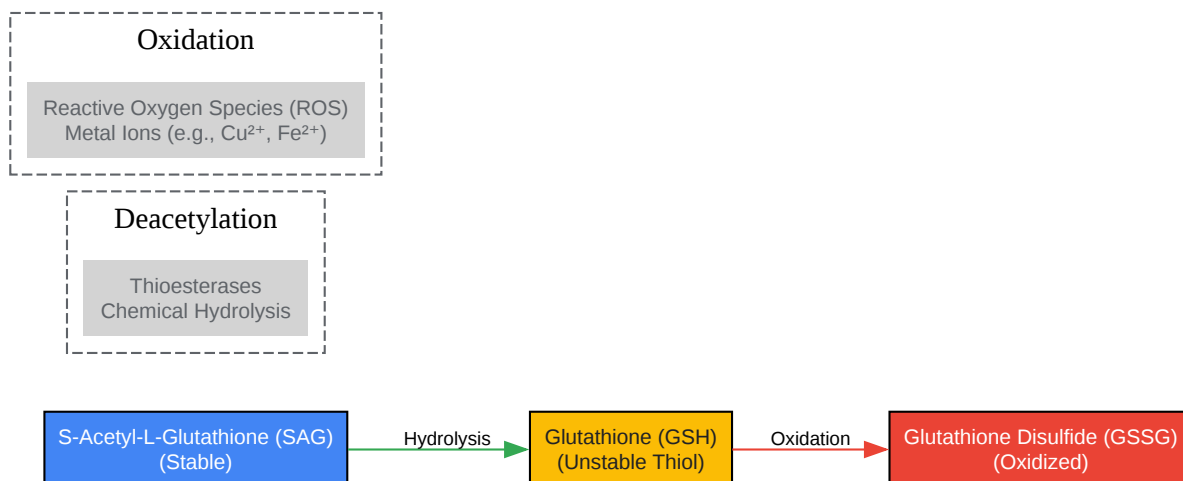 Oxidation
Reactive Oxygen Species (ROS)
Metal Ions (e.g., Cu²⁺, Fe²⁺)
Deacetylation
Thioesterases
Chemical Hydrolysis
S-Acetyl-L-Glutathione (SAG)
(Stable)
Hydrolysis
Glutathione (GSH)
(Unstable Thiol)
Oxidation
Glutathione Disulfide (GSSG)
(Oxidized)